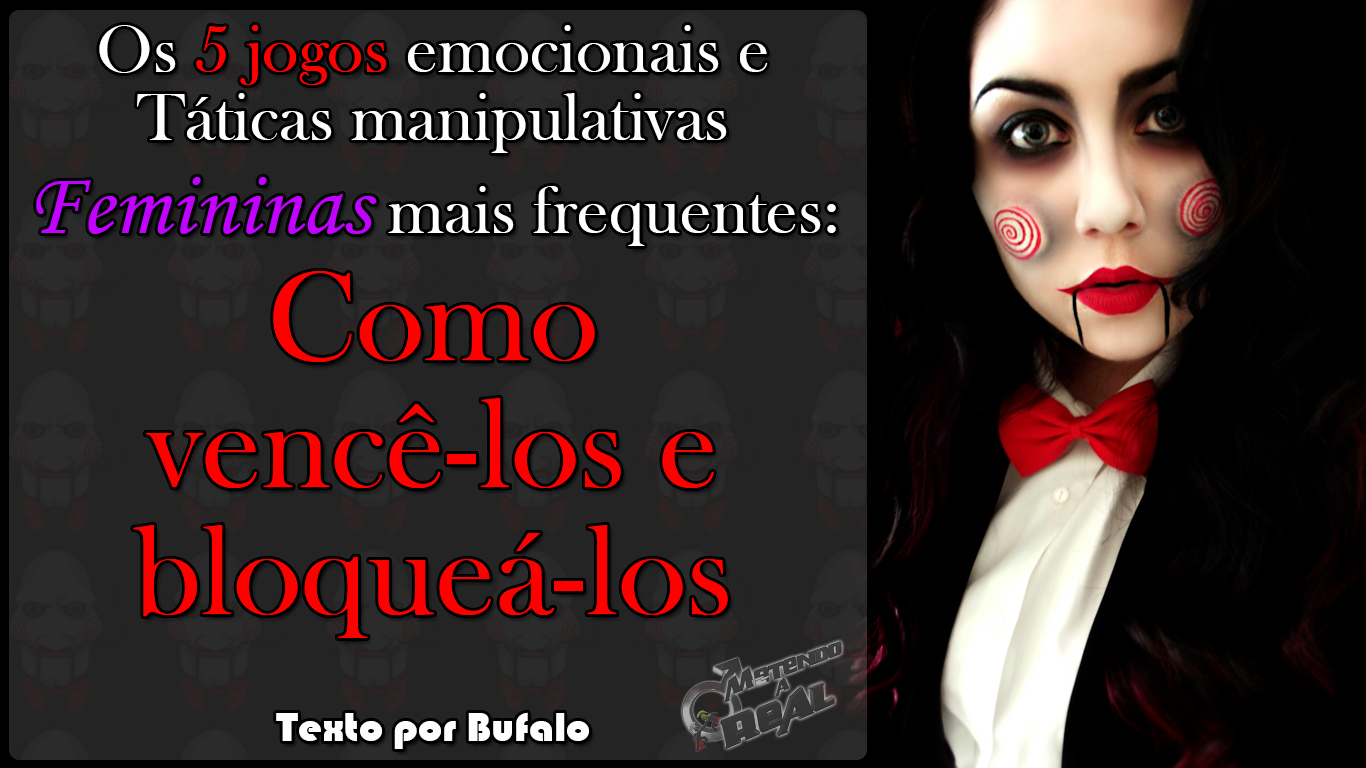 Os 5 jogos emocionais e
Táticas manipulativas
Femininas mais frequentes:
Como
vencê-los e
bloqueá-los
Texto por Bufalo
Metendo
A
ReAL